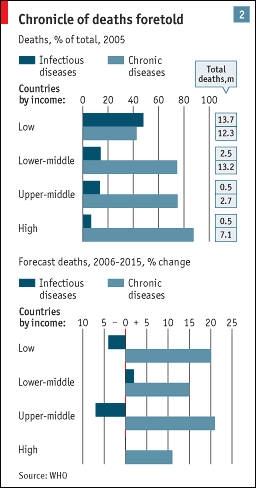 Chronicle of deaths foretold
2
Deaths, % of total, 2005
Infectious diseases
Chronic diseases
Total deaths,m
Countries by income:
0 20 40 60 80 100
Low
13.7
12.3
Lower-middle
2.5
13.2
Upper-middle
0.5
2.7
High
0.5
7.1
Forecast deaths, 2006-2015, % change
Infectious diseases
Chronic diseases
Countries by income:
10 5 – 0 + 5 10 15 20 25
Low
Lower-middle
Upper-middle
High
Source: WHO